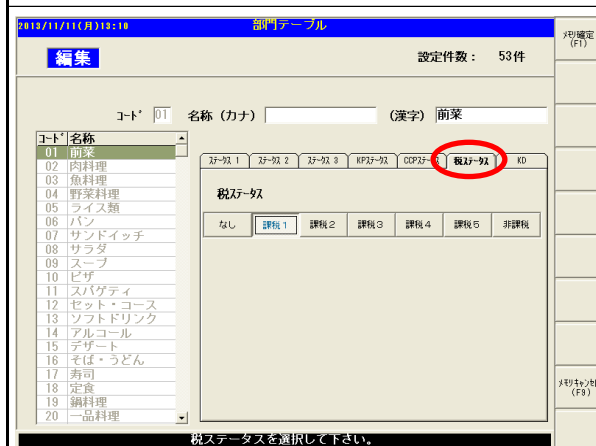 2013/11/11(月)13:10 部門テーブル
ﾒﾓﾘ確定
(F1)
編集 設定件数： 53件
ｺｰﾄﾞ 01 名称（カナ） （漢字） 前菜
ｺｰﾄﾞ 名称
01 前菜
02 肉料理
03 魚料理
04 野菜料理
05 ライス類
06 パン
07 サンドイッチ
08 サラダ
09 スープ
10 ピザ
11 スパゲティ
12 セット・コース
13 ソフトドリンク
14 アルコール
15 デザート
16 そば・うどん
17 寿司
18 定食
19 鍋料理
20 一品料理
ｽﾃｰﾀｽ 1 ｽﾃｰﾀｽ 2 ｽﾃｰﾀｽ 3 KPｽﾃｰﾀｽ CCPｽﾃｰﾀｽ 税ｽﾃｰﾀｽ KD
税ｽﾃｰﾀｽ
なし 課税1 課税2 課税3 課税4 課税5 非課税
ﾒﾓﾘｷｬﾝｾﾙ
(F9)
税ステータスを選択して下さい。